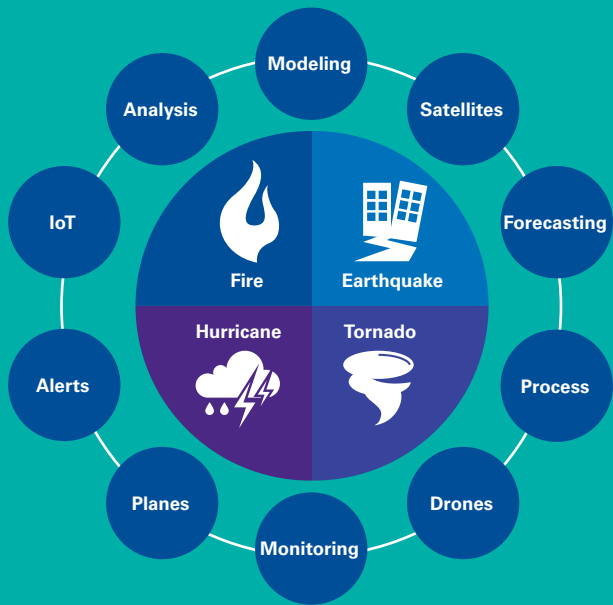 Modeling
Analysis
Satellites
IoT
Forecasting
Fire
Earthquake
Hurricane
Tornado
Alerts
Process
Planes
Drones
Monitoring